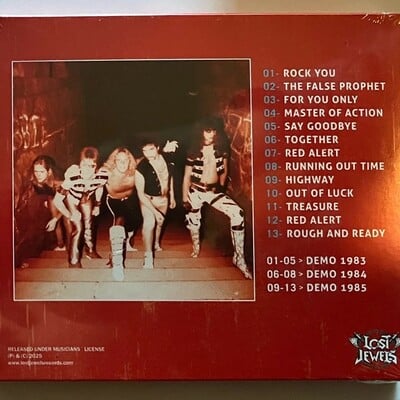 01- ROCK YOU
02- THE FALSE PROPHET
03- FOR YOU ONLY
04- MASTER OF ACTION
05- SAY GOODBYE
06- TOGETHER
07- RED ALERT
08- RUNNING OUT TIME
09- HIGHWAY
10- OUT OF LUCK
11- TREASURE
12- RED ALERT
13- ROUGH AND READY
01-05 > DEMO 1983
06-08 > DEMO 1984
09-13 > DEMO 1985
RELEASED UNDER MUSICIANS' LICENSE
(P) & (C) 2025
LOST
JEWELS